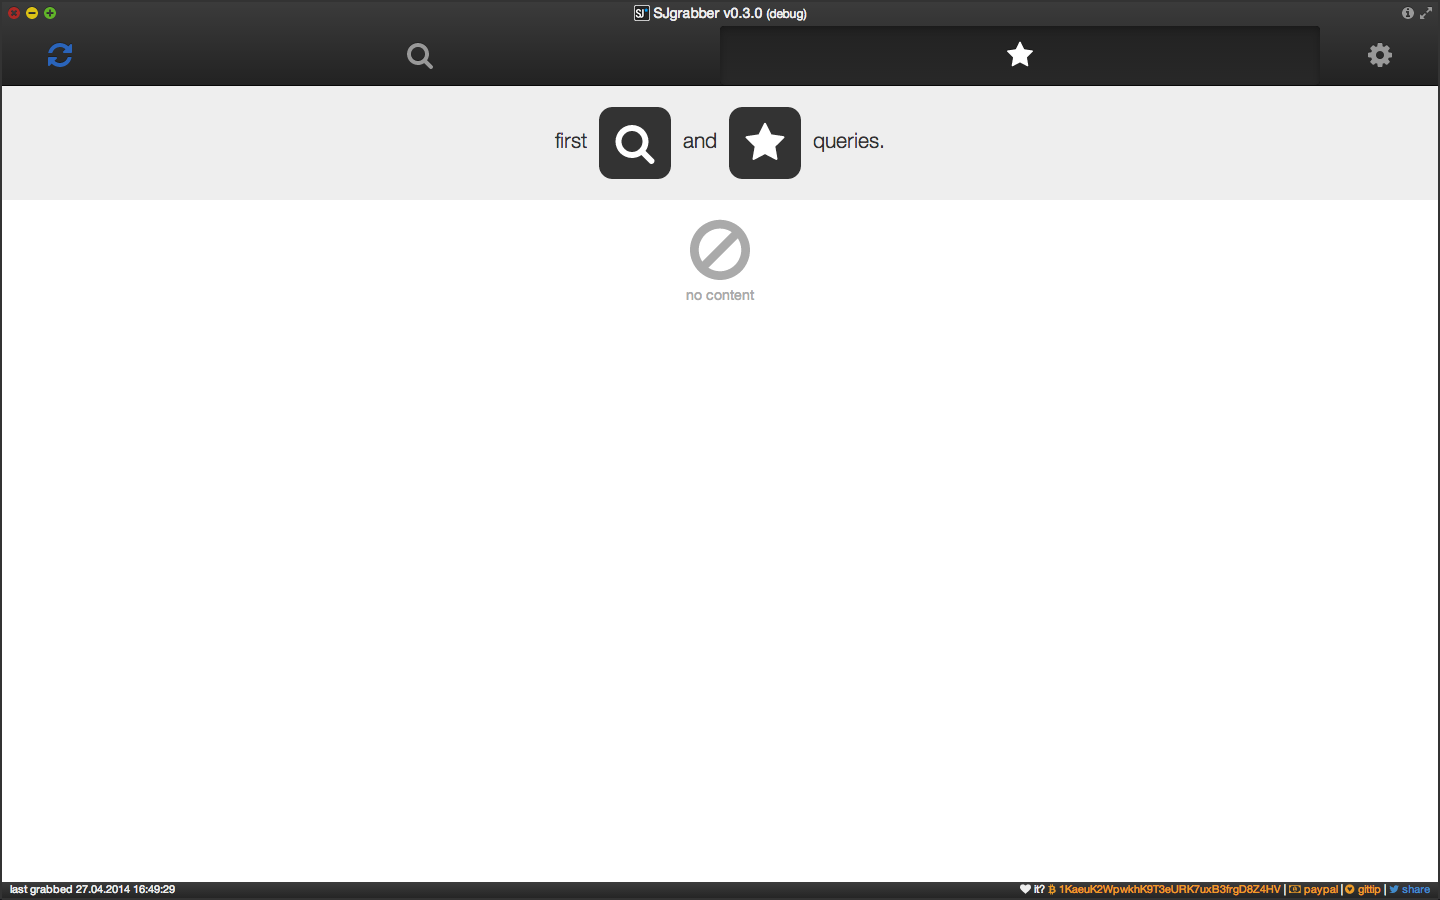 SJ SJgrabber v0.3.0 (debug)
first and queries.
no content
last grabbed 27.04.2014 16:49:29
it? 1KaeuK2WpwkhK9T3eURK7uxB3frgD8Z4HV | paypal | gittip | share